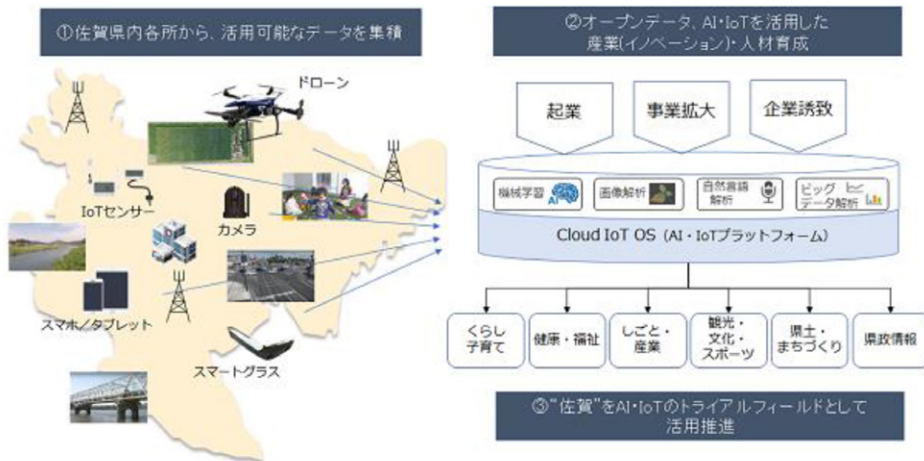 ①佐賀県内各所から、活用可能なデータを集積
ドローン
IoTセンサー
カメラ
スマホ/タブレット
スマートグラス
②オープンデータ、AI・IoTを活用した
産業(イノベーション)・人材育成
起業
事業拡大
企業誘致
機械学習
AI
画像解析
自然言語
解析
ビッグ
データ解析
Cloud IoT OS（AI・IoTプラットフォーム）
くらし
子育て
健康・福祉
しごと・
産業
観光・
文化・
スポーツ
県土・
まちづくり
県政情報
③“佐賀”をAI・IoTのトライアルフィールドとして
活用推進